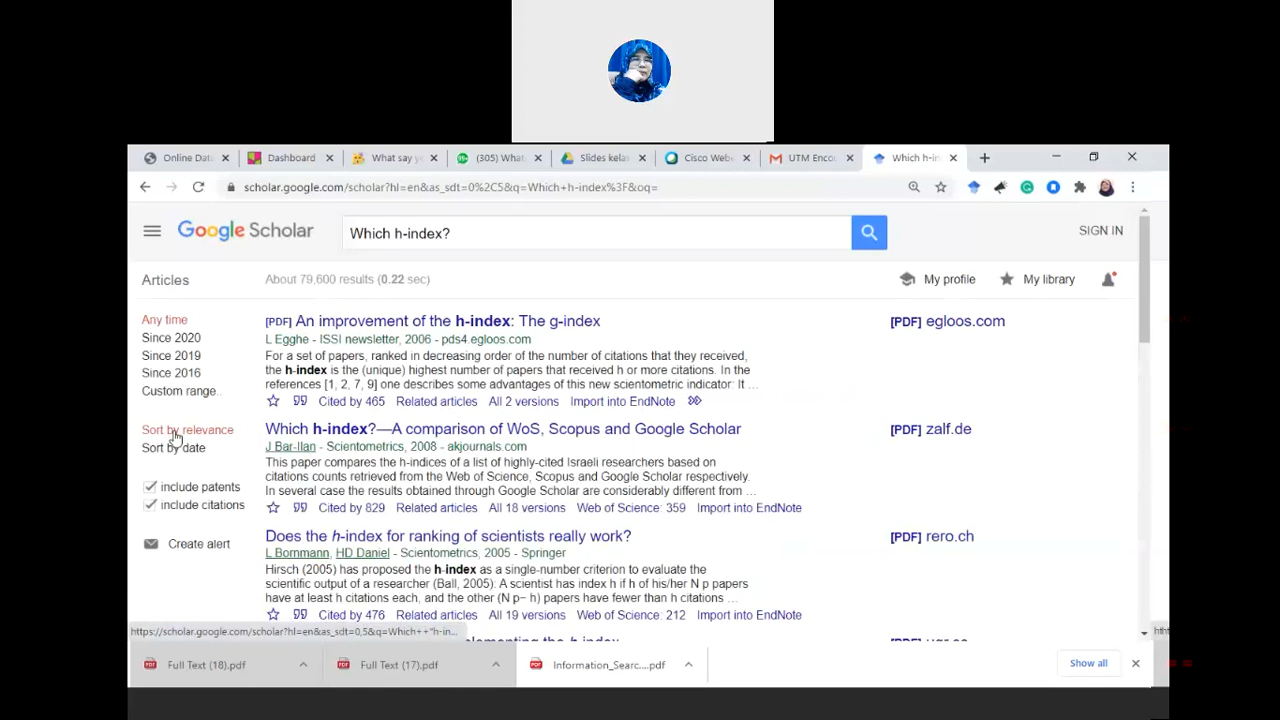 Online Data
Dashboard
What say yo
(305) What
Slides kelas
Cisco Webe
UTM Enco
Which h-in
scholar.google.com/scholar?hl=en&as_sdt=0%2C5&q=Which+h-index%3F&oq=
Google Scholar
Which h-index?
SIGN IN
Articles
About 79,600 results (0.22 sec)
My profile
My library
Any time
Since 2020
Since 2019
Since 2016
Custom range..
Sort by relevance
Sort by date
include patents
include citations
Create alert
[PDF] An improvement of the h-index: The g-index
L Egghe - ISSI newsletter, 2006 - pds4.egloos.com
For a set of papers, ranked in decreasing order of the number of citations that they received,
the h-index is the (unique) highest number of papers that received h or more citations. In the
references [1, 2, 7, 9] one describes some advantages of this new scientometric indicator: It …
Cited by 465 Related articles All 2 versions Import into EndNote
[PDF] egloos.com
Which h-index?—A comparison of WoS, Scopus and Google Scholar
J Bar-Ilan - Scientometrics, 2008 - akjournals.com
This paper compares the h-indices of a list of highly-cited Israeli researchers based on
citations counts retrieved from the Web of Science, Scopus and Google Scholar respectively.
In several case the results obtained through Google Scholar are considerably different from …
Cited by 829 Related articles All 18 versions Web of Science: 359 Import into EndNote
[PDF] zalf.de
Does the h-index for ranking of scientists really work?
L Bornmann, HD Daniel - Scientometrics, 2005 - Springer
Hirsch (2005) has proposed the h-index as a single-number criterion to evaluate the
scientific output of a researcher (Ball, 2005): A scientist has index h if h of his/her N p papers
have at least h citations each, and the other (N p− h) papers have fewer than h citations …
Cited by 476 Related articles All 19 versions Web of Science: 212 Import into EndNote
[PDF] rero.ch
https://scholar.google.com/scholar?hl=en&as_sdt=0,5&q=Which++"h-in...
Full Text (18).pdf
Full Text (17).pdf
Information_Searc....pdf
Show all